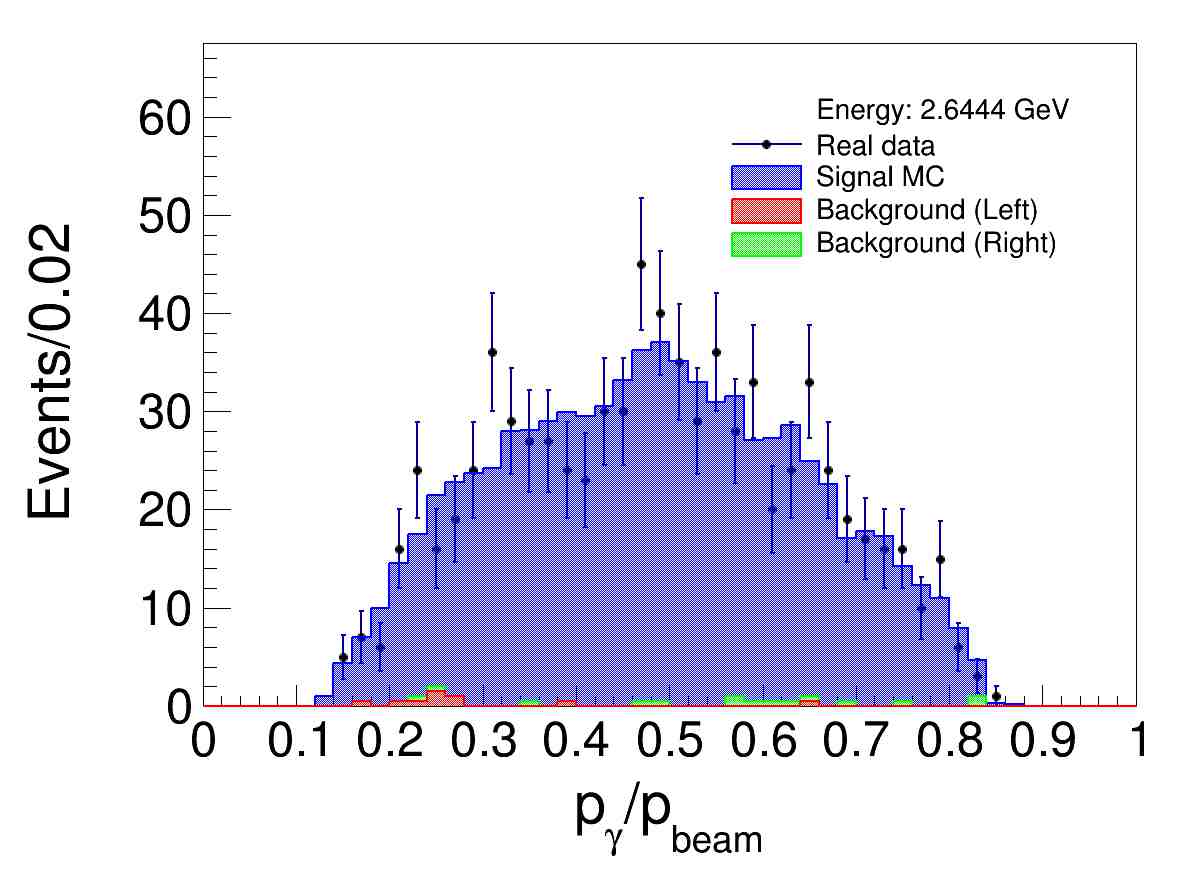 Energy: 2.6444 GeV
Real data
Signal MC
Background (Left)
Background (Right)
Events/0.02
60
50
40
30
20
10
0
0 0.1 0.2 0.3 0.4 0.5 0.6 0.7 0.8 0.9 1
pγ/pbeam